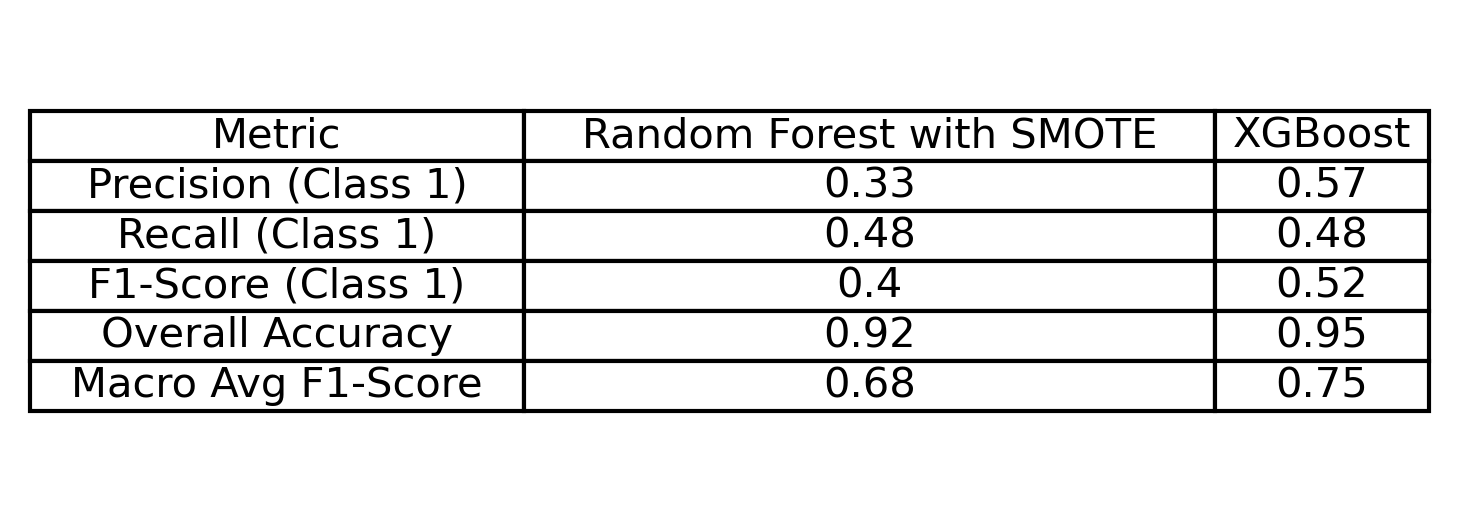 Metric Random Forest with SMOTE XGBoost
Precision (Class 1) 0.33 0.57
Recall (Class 1) 0.48 0.48
F1-Score (Class 1) 0.4 0.52
Overall Accuracy 0.92 0.95
Macro Avg F1-Score 0.68 0.75